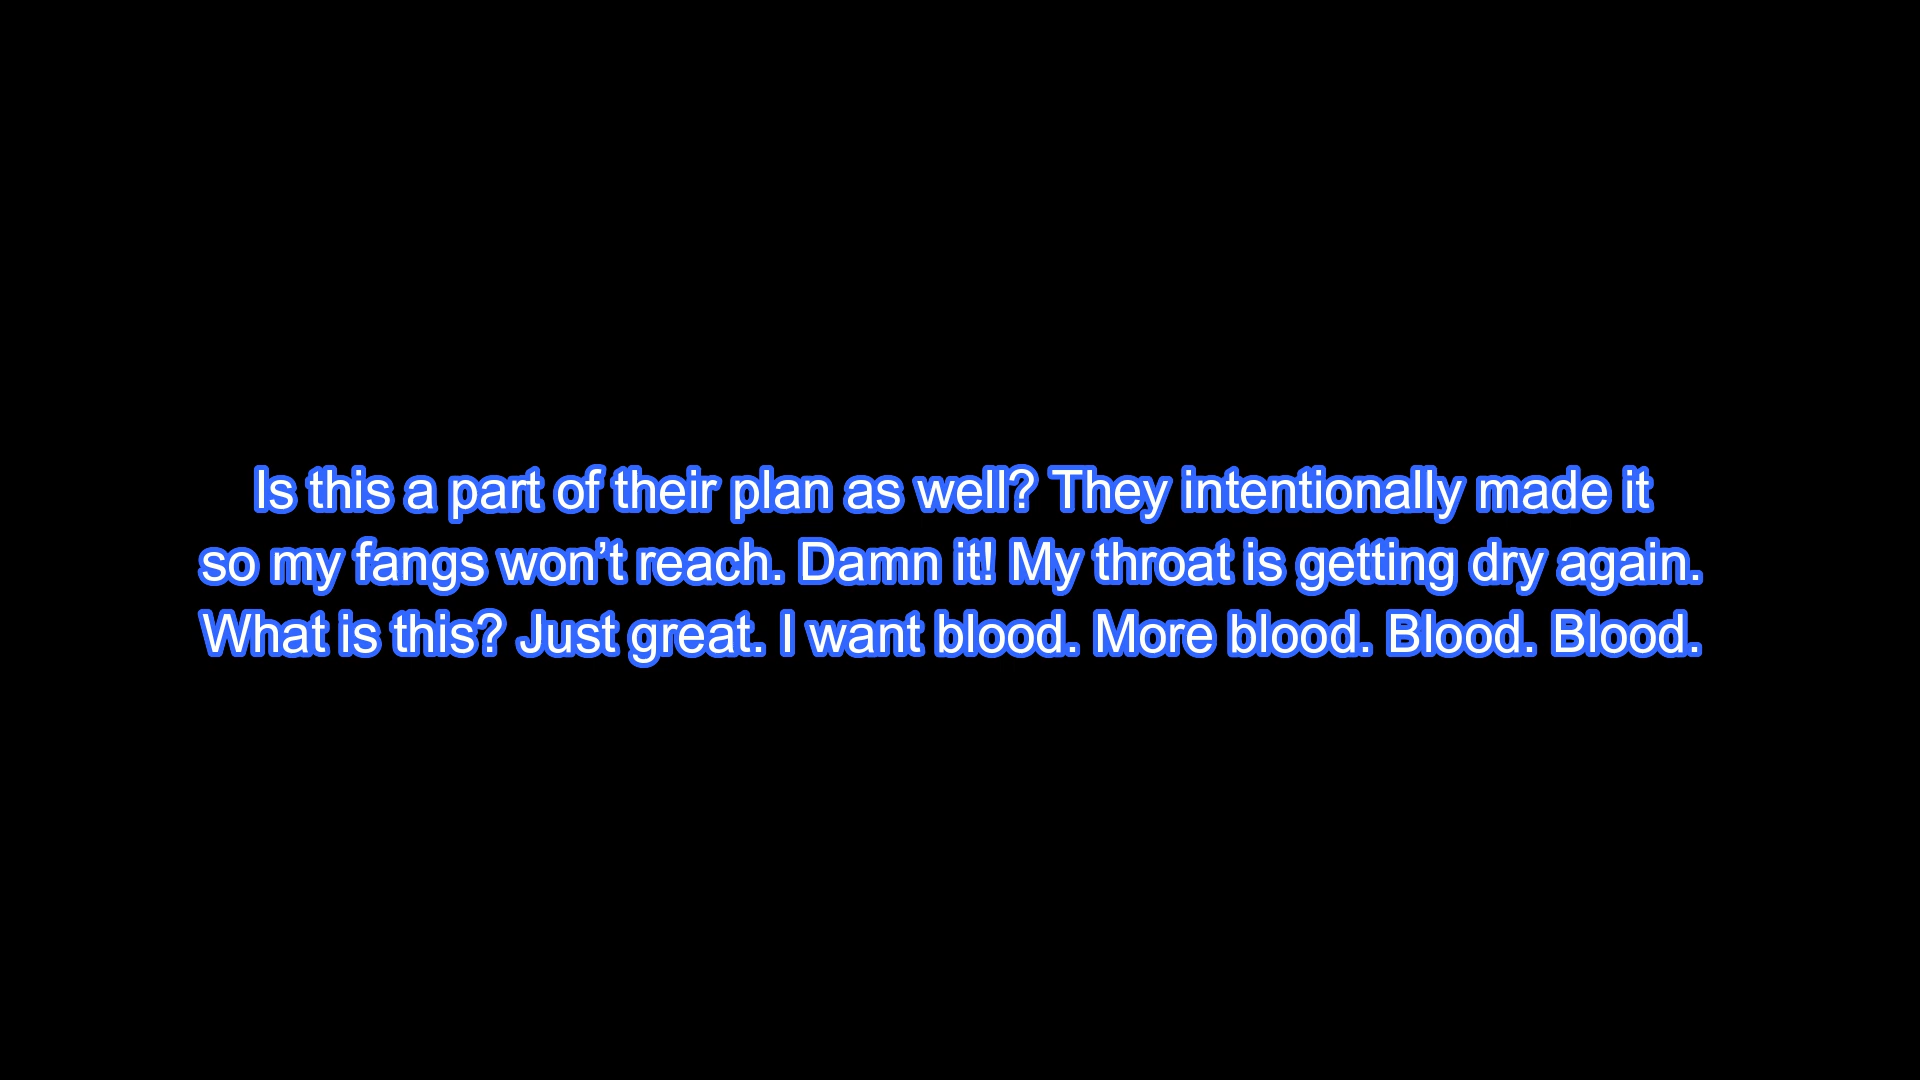 Is this a part of their plan as well? They intentionally made it
so my fangs won’t reach. Damn it! My throat is getting dry again.
What is this? Just great. I want blood. More blood. Blood. Blood.